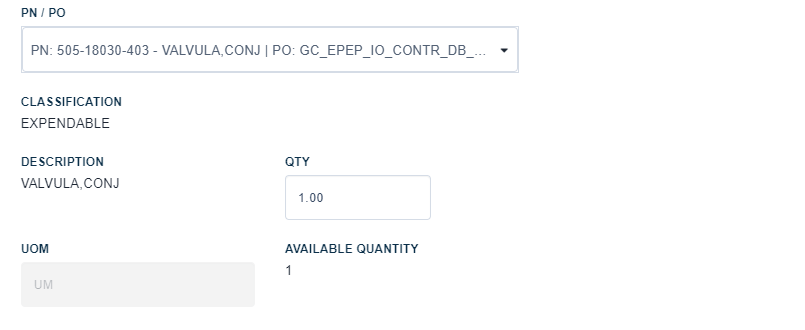 PN / PO
PN: 505-18030-403 - VALVULA,CONJ | PO: GC_EPEP_IO_CONTR_DB_...
CLASSIFICATION
EXPENDABLE
DESCRIPTION
VALVULA,CONJ
QTY
1.00
UOM
UM
AVAILABLE QUANTITY
1